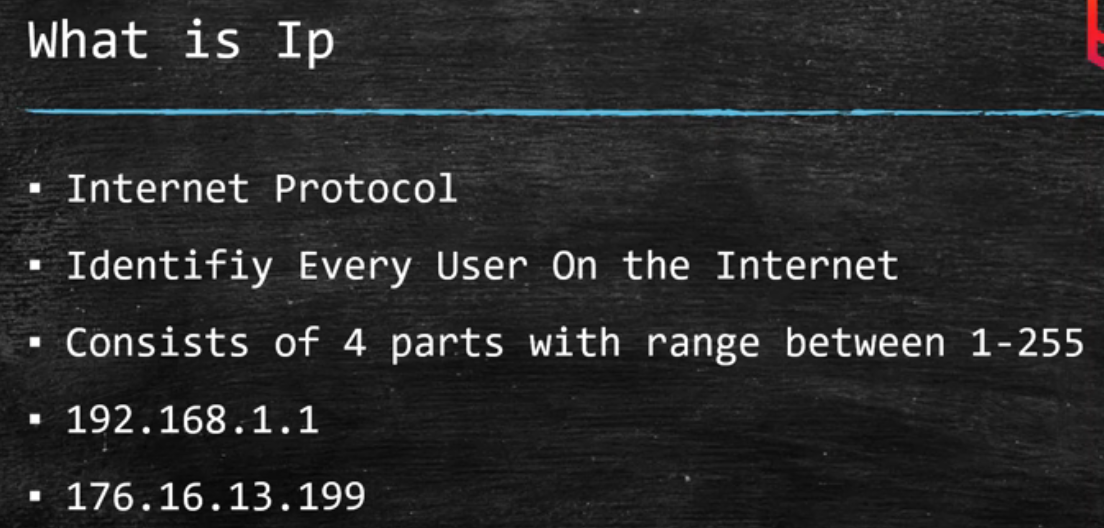 What is Ip
▪ Internet Protocol
▪ Identifiy Every User On the Internet
▪ Consists of 4 parts with range between 1-255
▪ 192.168.1.1
▪ 176.16.13.199